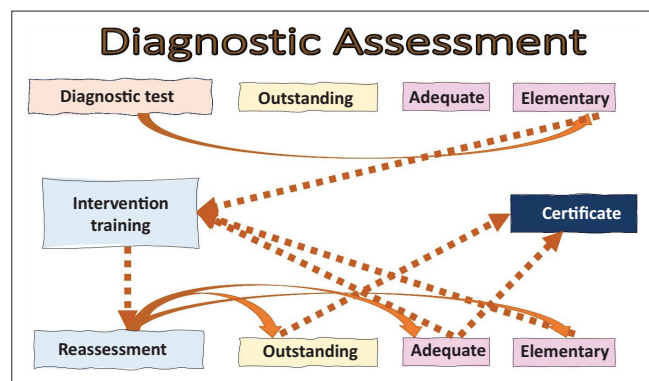 Diagnostic Assessment
Diagnostic test
Outstanding
Adequate
Elementary
Intervention
training
Certificate
Reassessment
Outstanding
Adequate
Elementary